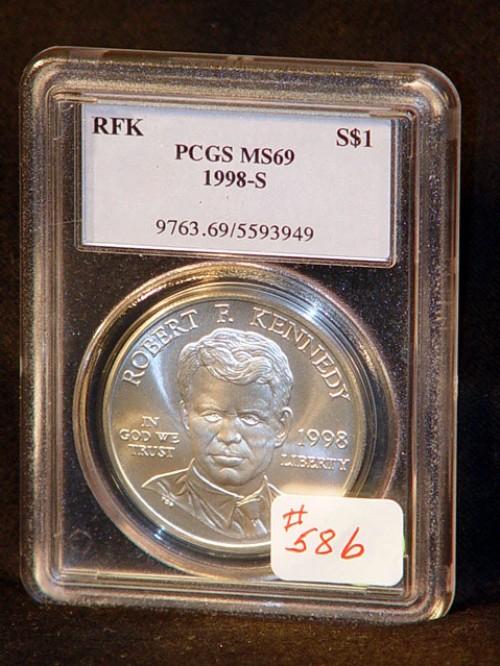 RFK S$1
PCGS MS69
1998-S
9763.69/5593949
ROBERT F. KENNEDY
IN
GOD WE
TRUST
1998
LIBERTY
#586